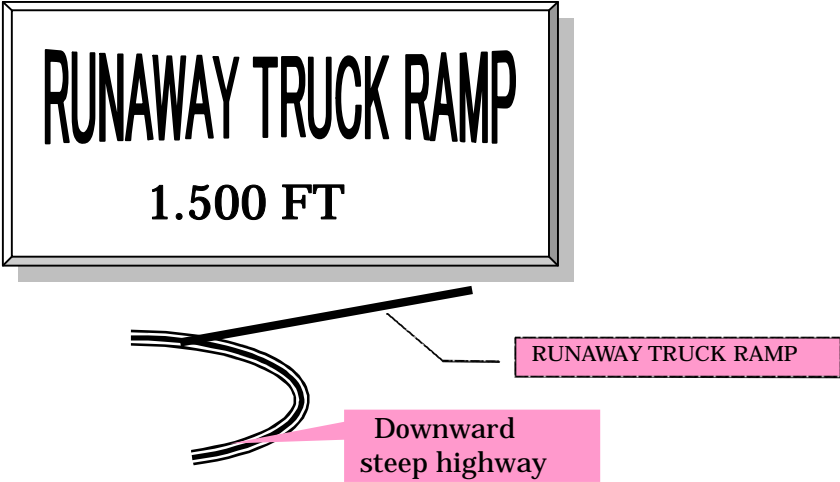 RUNAWAY TRUCK RAMP
1.500 FT
RUNAWAY TRUCK RAMP
Downward
steep highway